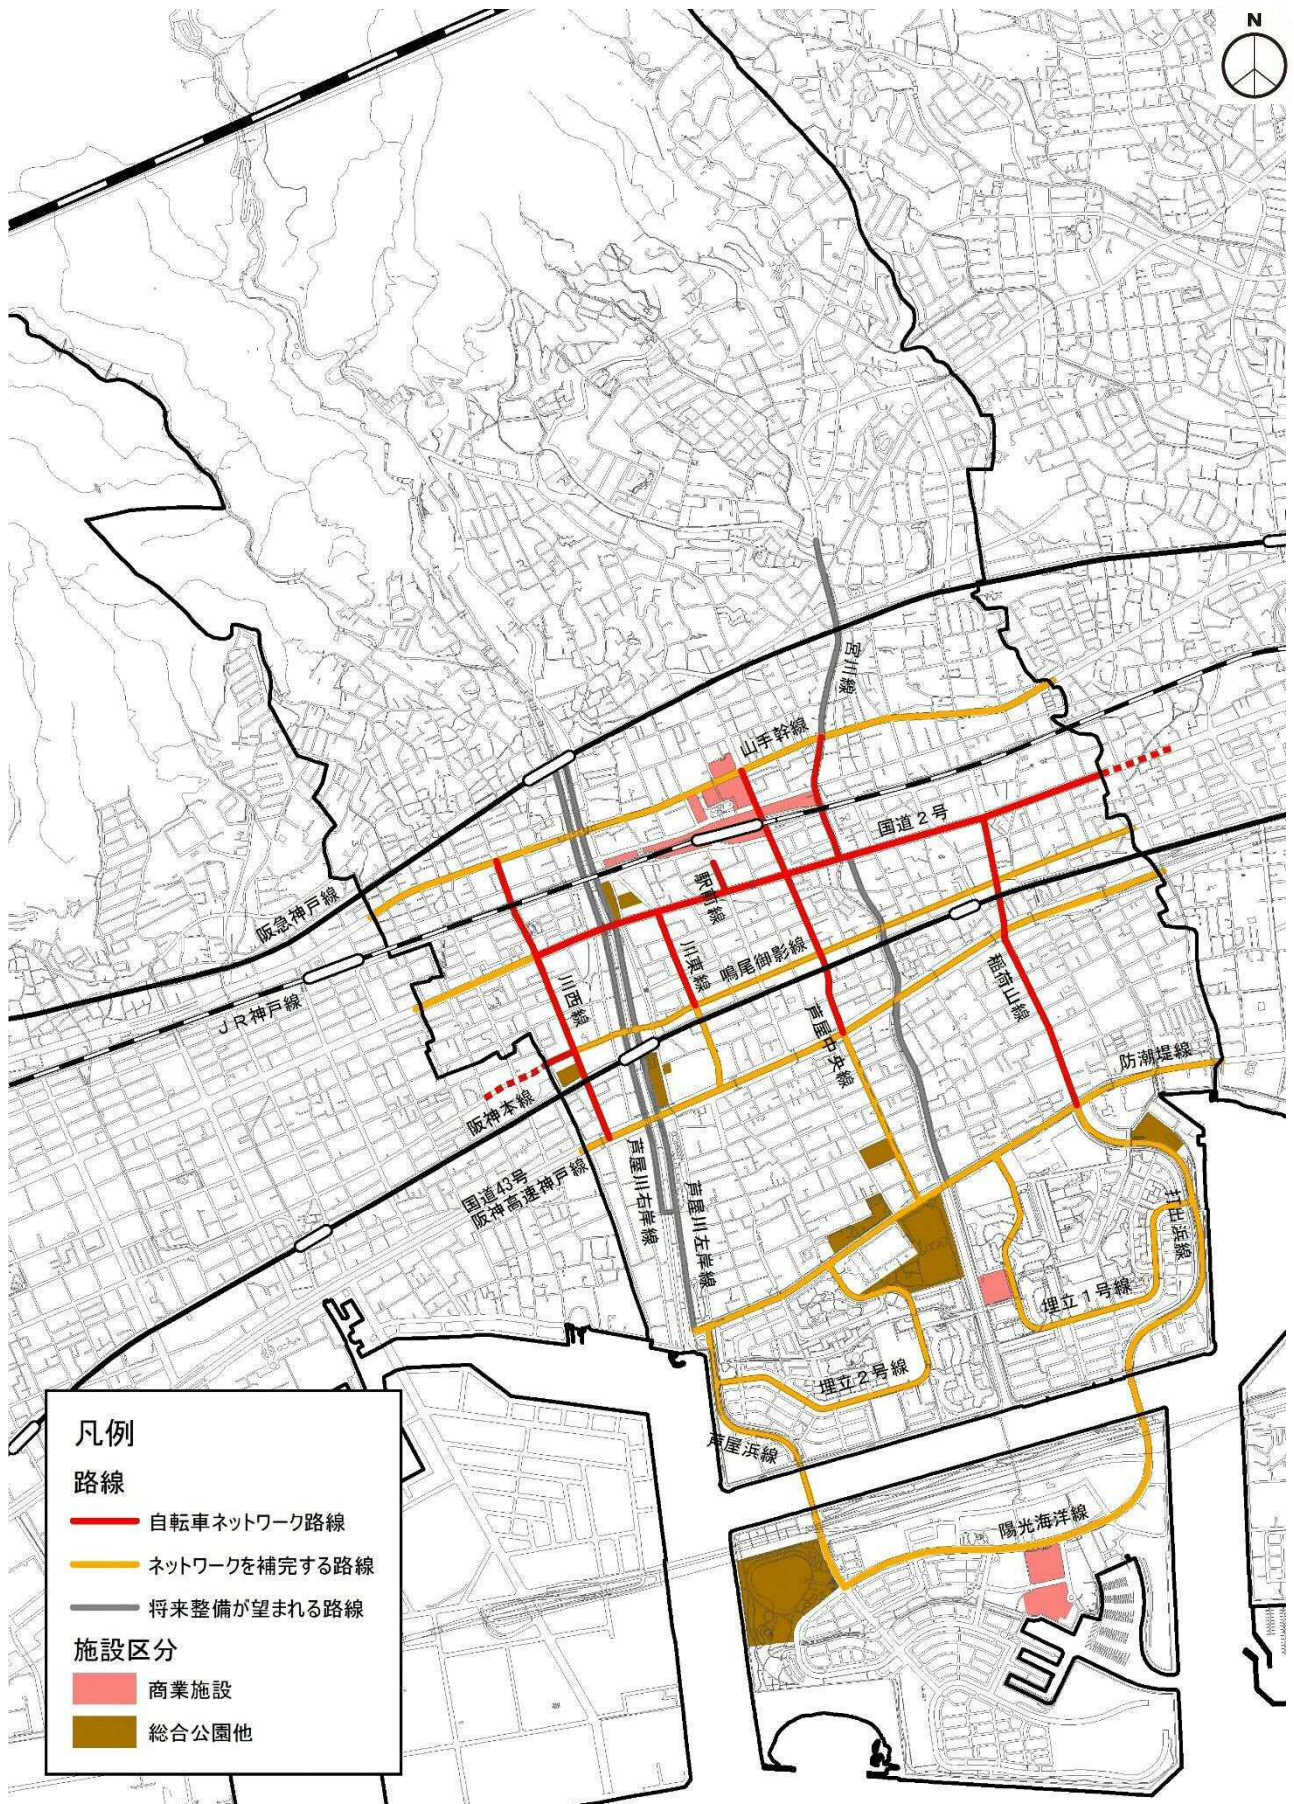 N
宮川線
山手幹線
国道2号
阪急神戸線
駅前線
川東線
鳴尾御影線
JR神戸線
川西線
稲荷山線
芦屋中央線
防潮堤線
阪神本線
国道43号
阪神高速神戸線
芦屋川右岸線
芦屋川左岸線
打出浜線
埋立1号線
埋立2号線
芦屋浜線
陽光海洋線
凡例
路線
自転車ネットワーク路線
ネットワークを補完する路線
将来整備が望まれる路線
施設区分
商業施設
総合公園他